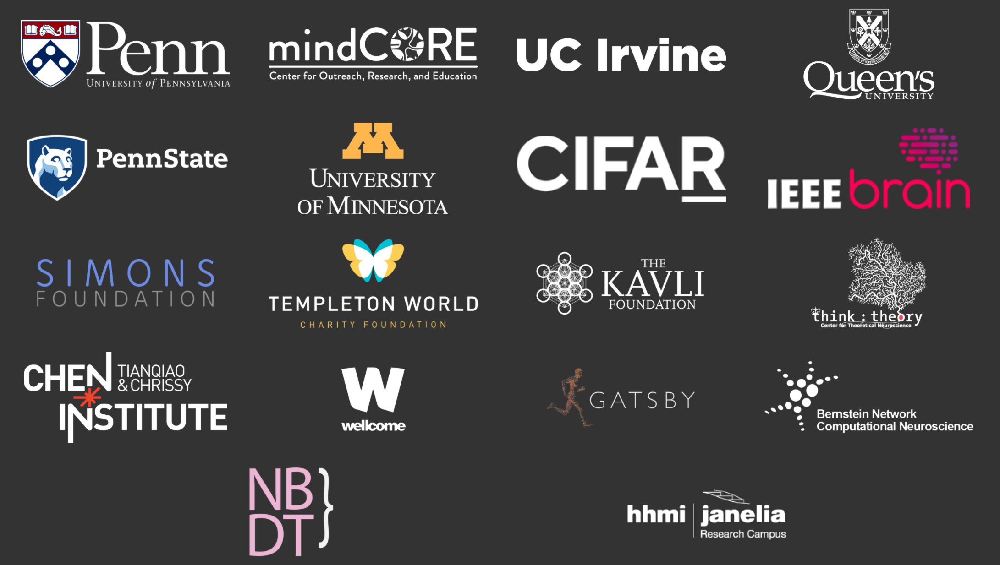 Penn
UNIVERSITY of PENNSYLVANIA
mindCORE
Center for Outreach, Research, and Education
UC Irvine
Queen's
UNIVERSITY
PennState
M
UNIVERSITY
OF MINNESOTA
CIFAR
IEEE brain
SIMONS
FOUNDATION
TEMPLETON WORLD
CHARITY FOUNDATION
THE
KAVLI
FOUNDATION
think : theory
Center for Theoretical Neuroscience
CHEN TIANQIAO
& CHRISSY
INSTITUTE
W
wellcome
GATSBY
Bernstein Network
Computational Neuroscience
NB
DT}
hhmi janelia
Research Campus